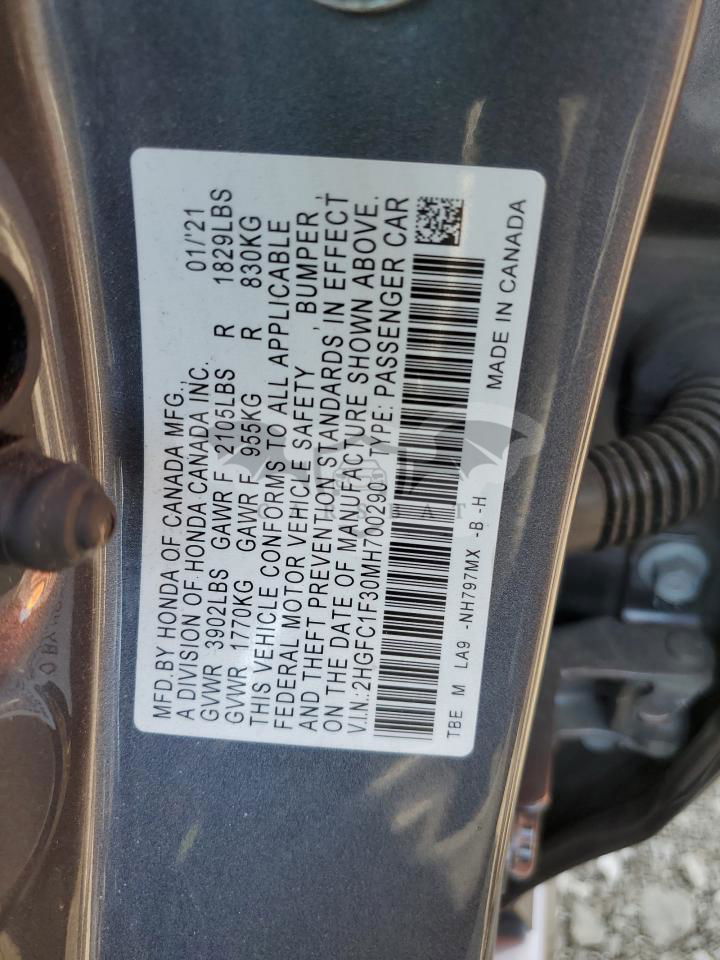 MFD.BY HONDA OF CANADA MFG.,
A DIVISION OF HONDA CANADA INC. 01/'21
GVWR 3902LBS GAWR F 2105LBS R 1829LBS
GVWR 1770KG GAWR F 955KG R 830KG
THIS VEHICLE CONFORMS TO ALL APPLICABLE
FEDERAL MOTOR VEHICLE SAFETY , BUMPER ,
AND THEFT PREVENTION STANDARDS IN EFFECT
ON THE DATE OF MANUFACTURE SHOWN ABOVE.
V.I.N.:2HGFC1F30MH700290 TYPE: PASSENGER CAR
TBE M LA9 -NH797MX -B -H MADE IN CANADA